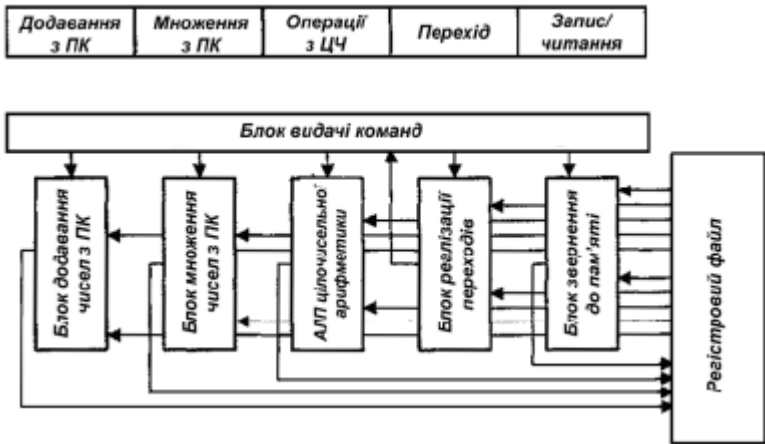 Додавання
з ПК
Множення
з ПК
Операції
з ЦЧ
Перехід
Запис/
читання
Блок видачі команд
Блок додавання
чисел з ПК
Блок множення
чисел з ПК
АЛП цілочисельної
арифметики
Блок реглізації
переходів
Блок звернення
до пам'яті
Регістровий файл